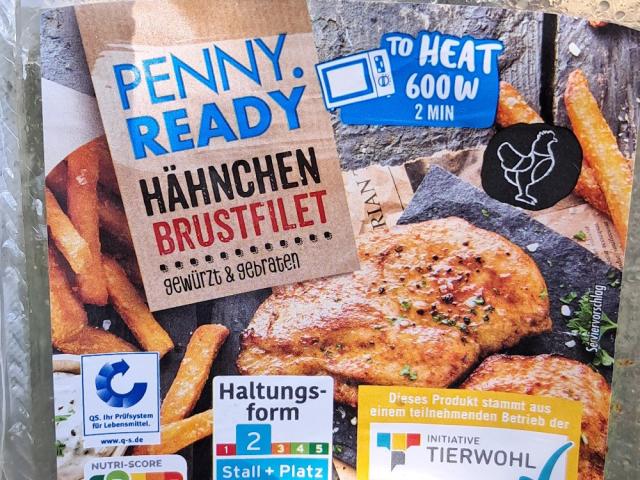 PENNY.
READY
TO HEAT
600W
2 MIN
HÄHNCHEN
BRUSTFILET
gewürzt & gebraten
RIAN
Serviervorschlag
QS. Ihr Prüfsystem
für Lebensmittel.
www.q-s.de
Haltungs-
form
1 2 3 4 5
Stall + Platz
Dieses Produkt stammt aus
einem teilnehmenden Betrieb der
INITIATIVE
TIERWOHL
NUTRI-SCORE